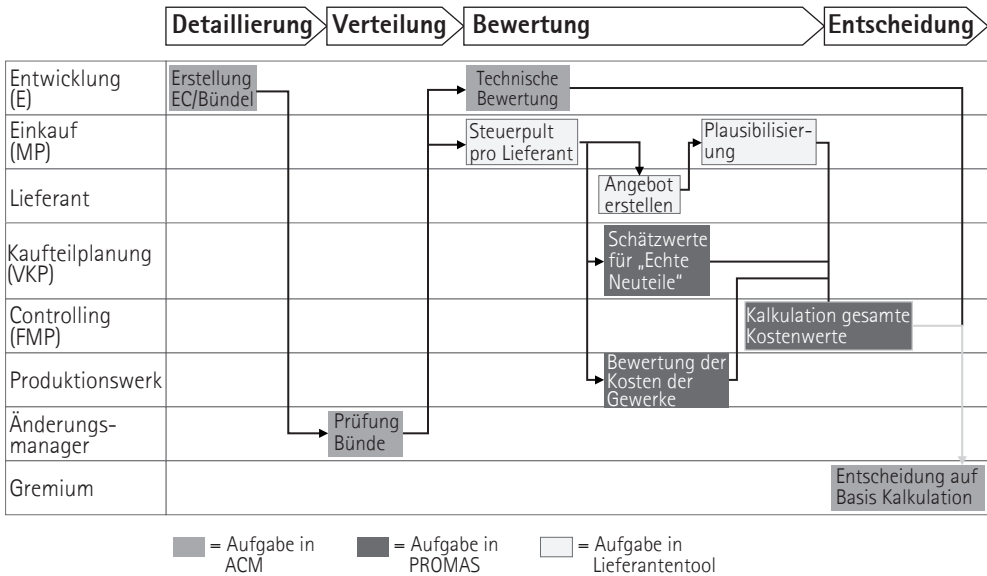 Detaillierung Verteilung Bewertung Entscheidung
Entwicklung
(E)
Erstellung
EC/Bündel
Technische
Bewertung
Einkauf
(MP)
Steuerpult
pro Lieferant
Plausibilisier-
ung
Lieferant
Angebot
erstellen
Kaufteilplanung
(VKP)
Schätzwerte
für „Echte
Neuteile“
Controlling
(FMP)
Kalkulation gesamte
Kostenwerte
Produktionswerk
Bewertung der
Kosten der
Gewerke
Änderungs-
manager
Prüfung
Bünde
Gremium
Entscheidung auf
Basis Kalkulation
= Aufgabe in
ACM
= Aufgabe in
PROMAS
= Aufgabe in
Lieferantentool